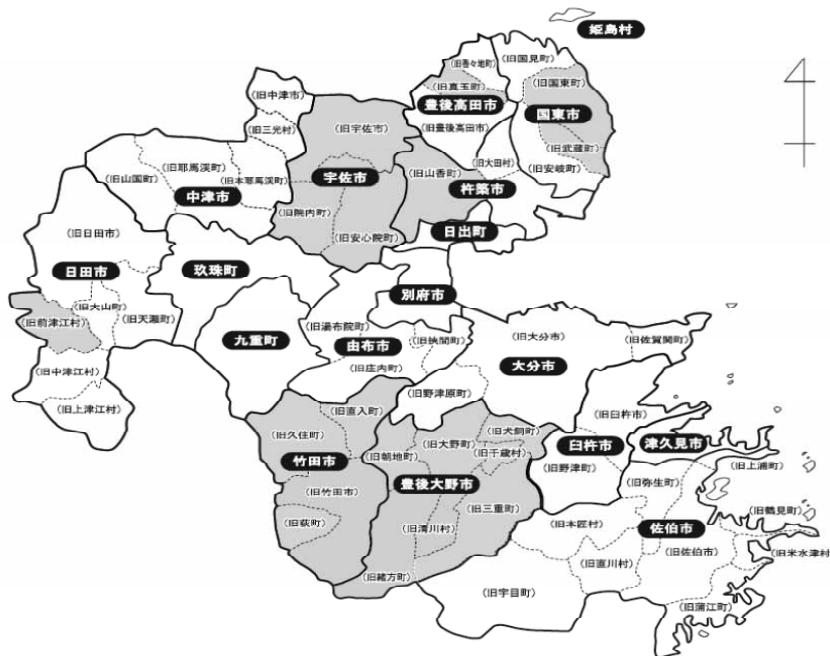 姫島村
(旧香々地町)
(旧国見町)
(旧真玉町)
(旧国東町)
豊後高田市
国東市
(旧豊後高田市)
(旧武蔵町)
(旧大田村)
(旧安岐町)
(旧中津市)
(旧三光村)
(旧宇佐市)
(旧耶馬渓町)
(旧本耶馬渓町)
(旧山国町)
中津市
宇佐市
(旧山香町)
杵築市
(旧院内町)
(旧安心院町)
日出町
(旧日田市)
日田市
玖珠町
別府市
(旧大山町)
(旧天瀬町)
(旧前津江村)
九重町
(旧湯布院町)
由布市
(旧挾間町)
(旧庄内町)
(旧大分市)
(旧佐賀関町)
大分市
(旧中津江村)
(旧上津江村)
(旧野津原町)
(旧直入町)
(旧久住町)
竹田市
(旧朝地町)
(旧大野町)
(旧犬飼町)
(旧千歳村)
豊後大野市
(旧臼杵市)
臼杵市
津久見市
(旧野津町)
(旧上浦町)
(旧弥生町)
(旧竹田市)
(旧荻町)
(旧清川村)
(旧三重町)
(旧本匠村)
佐伯市
(旧鶴見町)
(旧佐伯市)
(旧米水津村)
(旧直川村)
(旧緒方町)
(旧宇目町)
(旧蒲江町)